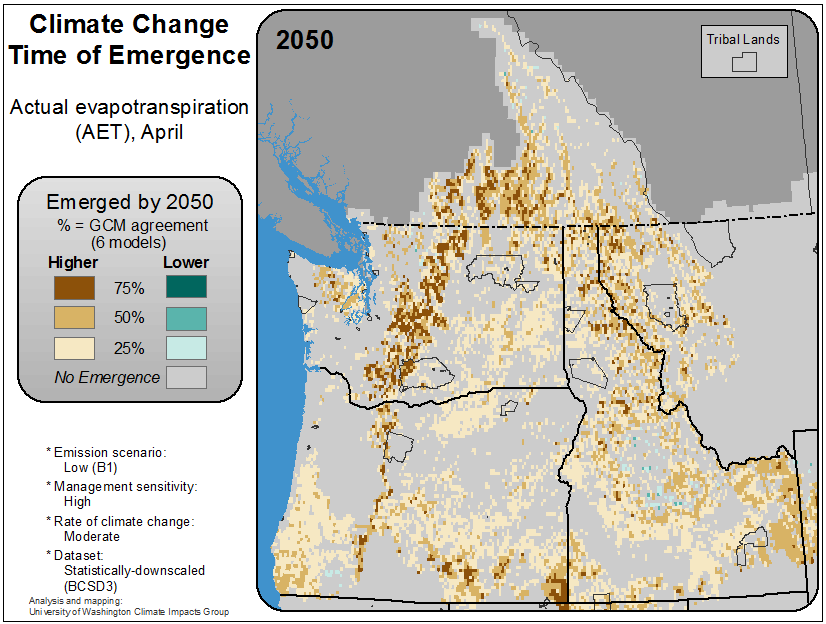 Climate Change
Time of Emergence
Actual evapotranspiration
(AET), April
Emerged by 2050
% = GCM agreement
(6 models)
Higher Lower
75%
50%
25%
No Emergence
* Emission scenario:
Low (B1)
* Management sensitivity:
High
* Rate of climate change:
Moderate
* Dataset:
Statistically-downscaled
(BCSD3)
Analysis and mapping:
University of Washington Climate Impacts Group
2050
Tribal Lands